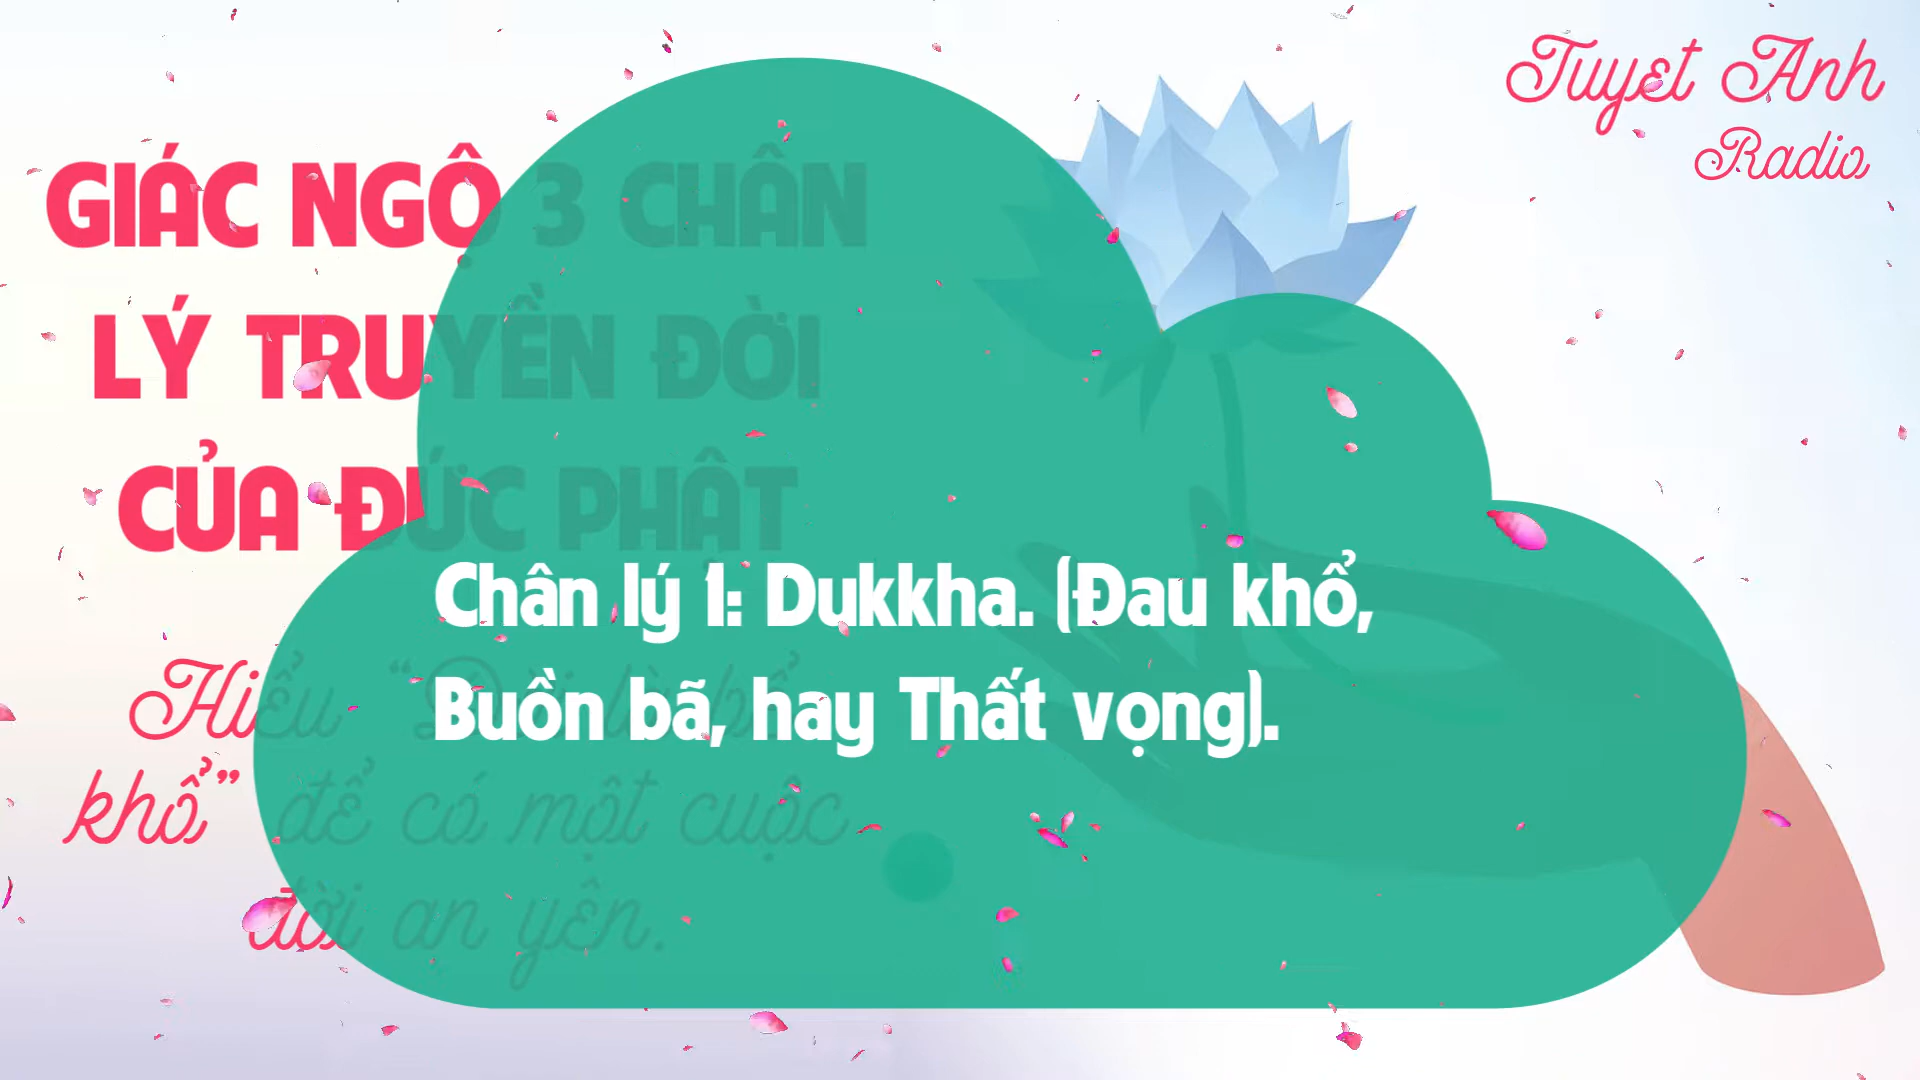 Tuyet Anh
Radio
GIÁC NGỘ 3 CHÂN
LÝ TRUYỀN ĐỜI
CỦA ĐỨC PHẬT
Chân lý 1: Dukkha. (Đau khổ,
Buồn bã, hay Thất vọng).
Hiểu
khổ” để có một cuộc
đời an yên.